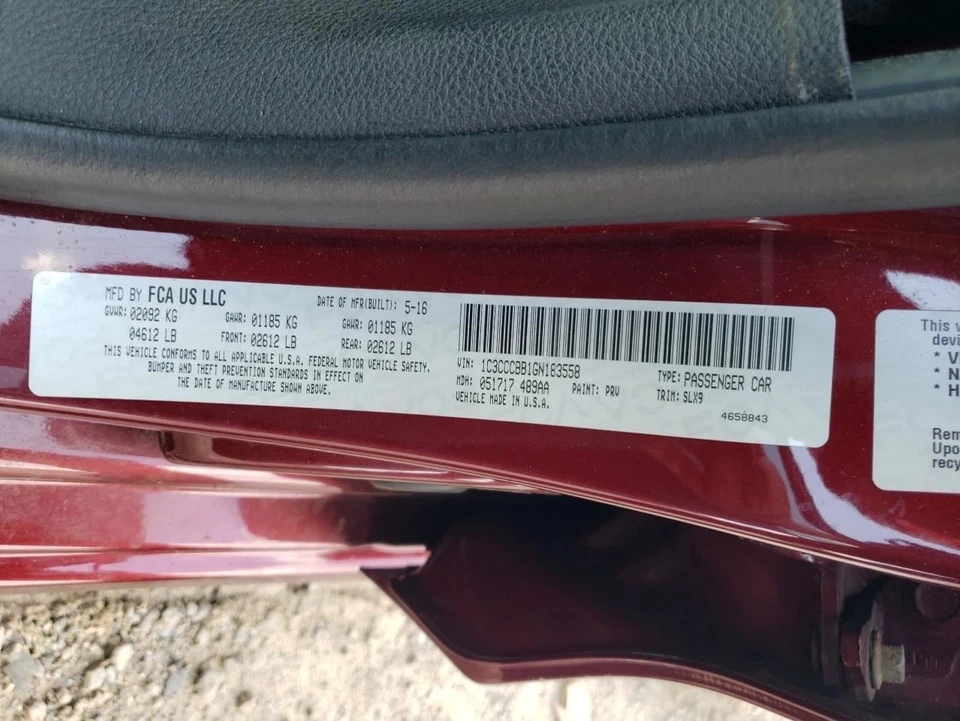 MFD BY FCA US LLC DATE OF MFR(BUILT): 5-16
GVWR: 02092 KG GAWR: 01185 KG GAWR: 01185 KG
04612 LB FRONT: 02612 LB REAR: 02612 LB
THIS VEHICLE CONFORMS TO ALL APPLICABLE U.S.A. FEDERAL MOTOR VEHICLE SAFETY,
BUMPER AND THEFT PREVENTION STANDARDS IN EFFECT ON
THE DATE OF MANUFACTURE SHOWN ABOVE.
VIN: 1C3CCCBB1GN183558 TYPE: PASSENGER CAR
MDH: 051717 489AA PAINT: PRV TRIM: SLX9
VEHICLE MADE IN U.S.A.
4658843
This v
devi
* V
* N
* H
Rem
Upo
recy